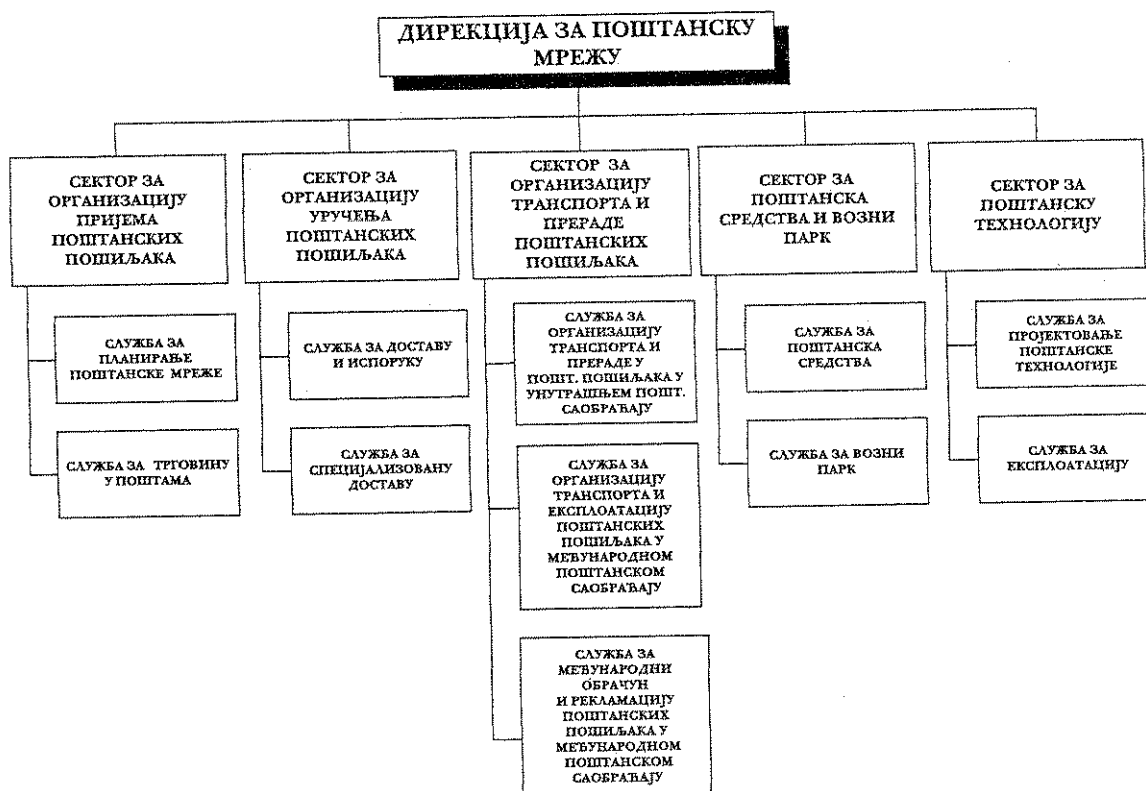 ДИРЕКЦИЈА ЗА ПОШТАНСКУ
МРЕЖУ
СЕКТОР ЗА
ОРГАНИЗАЦИЈУ
ПРИЈЕМА
ПОШТАНСКИХ
ПОШИЉАКА
СЕКТОР ЗА
ОРГАНИЗАЦИЈУ
УРУЧЕЊА
ПОШТАНСКИХ
ПОШИЉАКА
СЕКТОР ЗА
ОРГАНИЗАЦИЈУ
ТРАНСПОРТА И
ПРЕРАДЕ
ПОШТАНСКИХ
ПОШИЉАКА
СЕКТОР ЗА
ПОШТАНСКА
СРЕДСТВА И ВОЗНИ
ПАРК
СЕКТОР ЗА
ПОШТАНСКУ
ТЕХНОЛОГИЈУ
СЛУЖБА ЗА
ПЛАНИРАЊЕ
ПОШТАНСКЕ МРЕЖЕ
СЛУЖБА ЗА ТРГОВИНУ
У ПОШТАМА
СЛУЖБА ЗА ДОСТАВУ
И ИСПОРУКУ
СЛУЖБА ЗА
СПЕЦИЈАЛИЗОВАНУ
ДОСТАВУ
СЛУЖБА ЗА
ОРГАНИЗАЦИЈУ
ТРАНСПОРТА И
ПРЕРАДЕ У
ПОШТ. ПОШИЉАКА У
УНУТРАШЊЕМ ПОШТ.
САОБРАЋАЈУ
СЛУЖБА ЗА
ОРГАНИЗАЦИЈУ
ТРАНСПОРТА И
ЕКСПЛОАТАЦИЈУ
ПОШТАНСКИХ
ПОШИЉАКА У
МЕЂУНАРОДНОМ
ПОШТАНСКОМ
САОБРАЋАЈУ
СЛУЖБА ЗА
МЕЂУНАРОДНИ
ОБРАЧУН
И РЕКЛАМАЦИЈУ
ПОШТАНСКИХ
ПОШИЉАКА У
МЕЂУНАРОДНОМ
ПОШТАНСКОМ
САОБРАЋАЈУ
СЛУЖБА ЗА
ПОШТАНСКА
СРЕДСТВА
СЛУЖБА ЗА ВОЗНИ
ПАРК
СЛУЖБА ЗА
ПРОЈЕКТОВАЊЕ
ПОШТАНСКЕ
ТЕХНОЛОГИЈЕ
СЛУЖБА ЗА
ЕКСПЛОАТАЦИЈУ